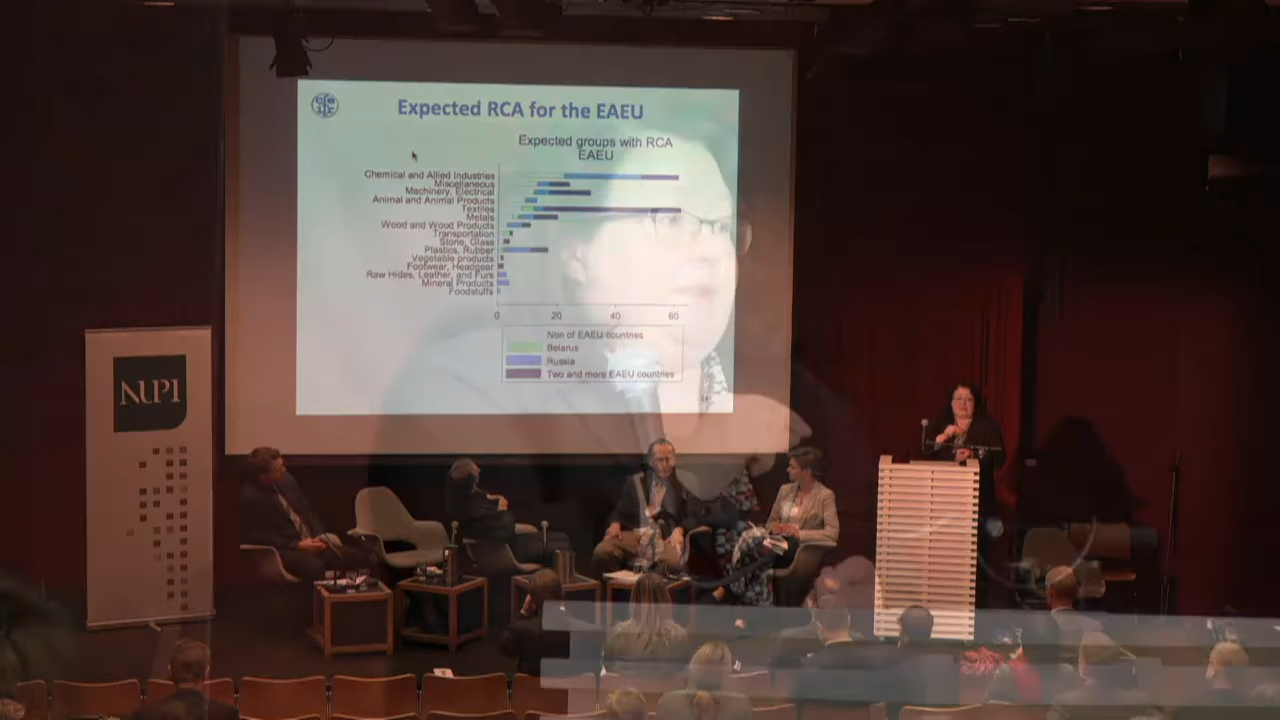 Expected RCA for the EAEU
Expected groups with RCA
EAEU
Chemical and Allied Industries
Miscellaneous
Machinery, Electrical
Animal and Animal Products
Textiles
Metals
Wood and Wood Products
Transportation
Stone, Glass
Plastics, Rubber
Vegetable products
Footwear, Headgear
Raw Hides, Leather, and Furs
Mineral Products
Foodstuffs
0 20 40 60
Non of EAEU countries
Belarus
Russia
Two and more EAEU countries
NUPI